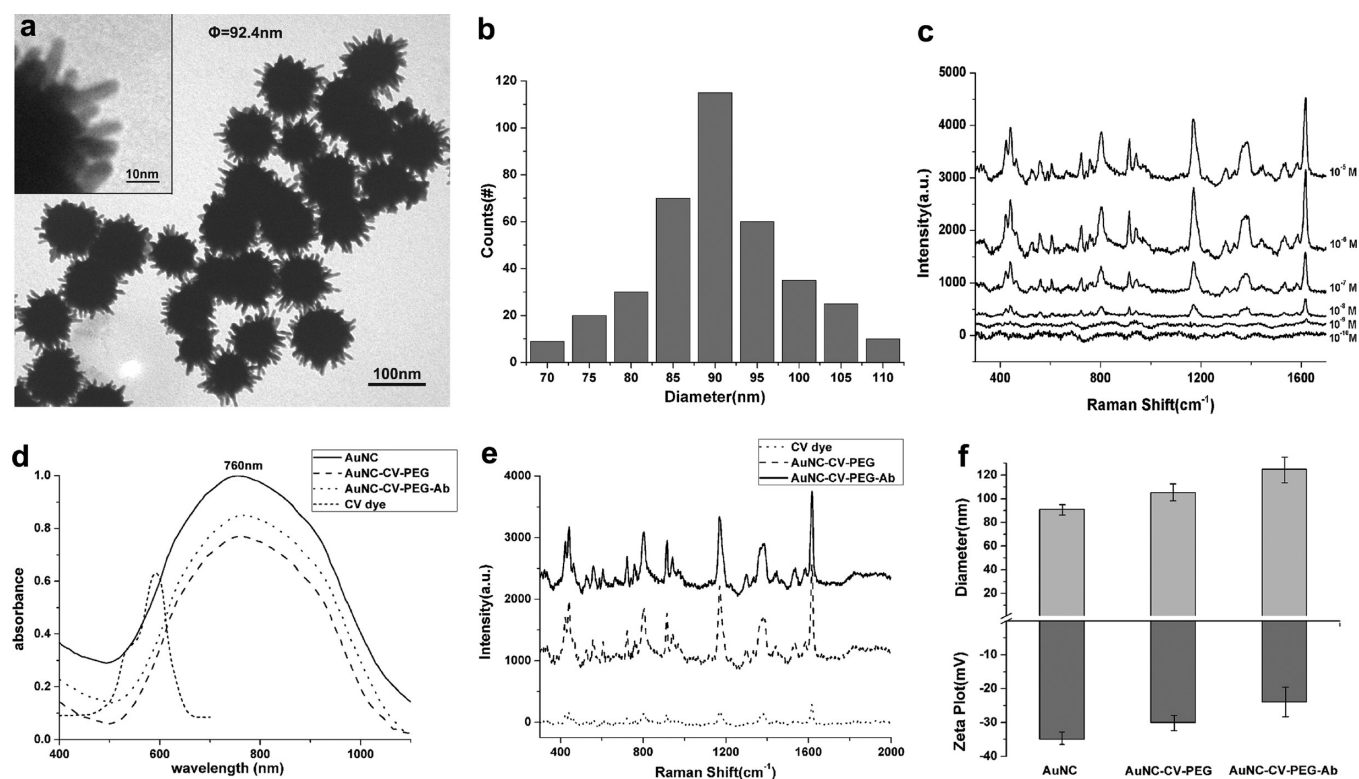 a
Φ=92.4nm
10nm
100nm
b
120
100
80
60
40
20
0
Counts(#)
70 75 80 85 90 95 100 105 110
Diameter(nm)
c
5000
4000
3000
2000
1000
0
Intensity(a.u.)
10⁻⁵ M
10⁻⁶ M
10⁻⁷ M
10⁻⁸ M
10⁻⁹ M
10⁻¹⁰M
400 800 1200 1600
Raman Shift(cm⁻¹)
d
760nm
AuNC
AuNC-CV-PEG
AuNC-CV-PEG-Ab
CV dye
1.0
0.8
0.6
0.4
0.2
0.0
absorbance
400 600 800 1000
wavelength (nm)
e
CV dye
AuNC-CV-PEG
AuNC-CV-PEG-Ab
4000
3000
2000
1000
0
Intensity(a.u.)
400 800 1200 1600 2000
Raman Shift(cm⁻¹)
f
120
100
80
60
40
20
Diameter(nm)
-10
-20
-30
-40
Zeta Plot(mV)
AuNC AuNC-CV-PEG AuNC-CV-PEG-Ab